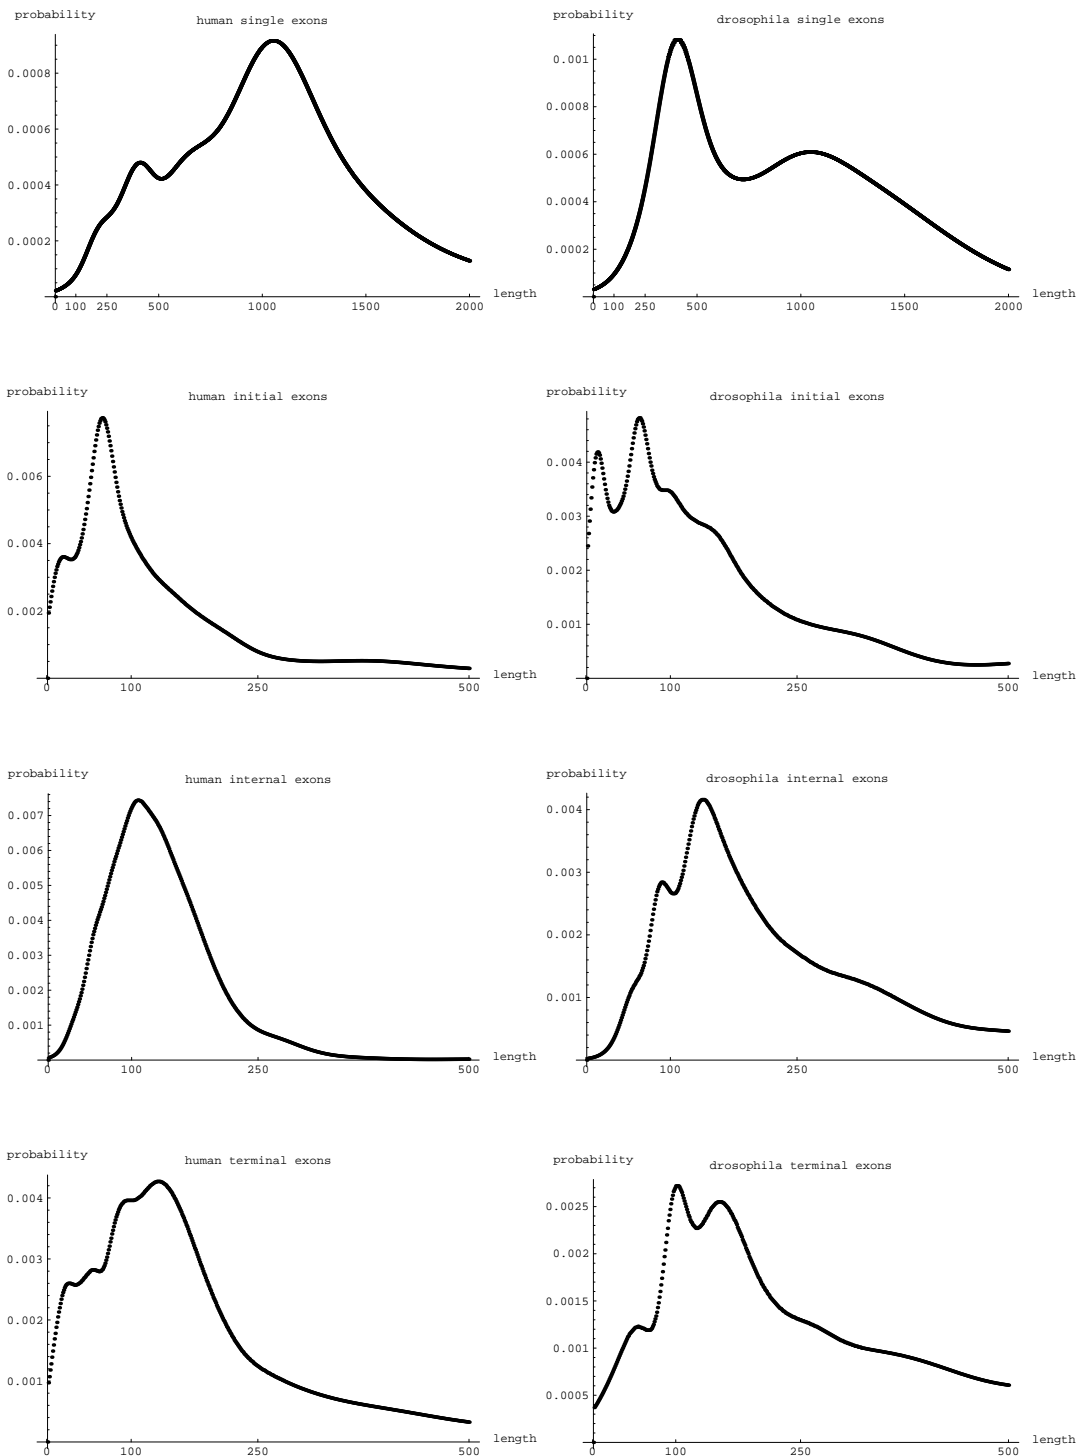 probability
human single exons
0.0008
0.0006
0.0004
0.0002
0 100 250 500 1000 1500 2000
length
probability
drosophila single exons
0.001
0.0008
0.0006
0.0004
0.0002
0 100 250 500 1000 1500 2000
length
probability
human initial exons
0.006
0.004
0.002
0 100 250 500
length
probability
drosophila initial exons
0.004
0.003
0.002
0.001
0 100 250 500
length
probability
human internal exons
0.007
0.006
0.005
0.004
0.003
0.002
0.001
0 100 250 500
length
probability
drosophila internal exons
0.004
0.003
0.002
0.001
0 100 250 500
length
probability
human terminal exons
0.004
0.003
0.002
0.001
0 100 250 500
length
probability
drosophila terminal exons
0.0025
0.002
0.0015
0.001
0.0005
0 100 250 500
length